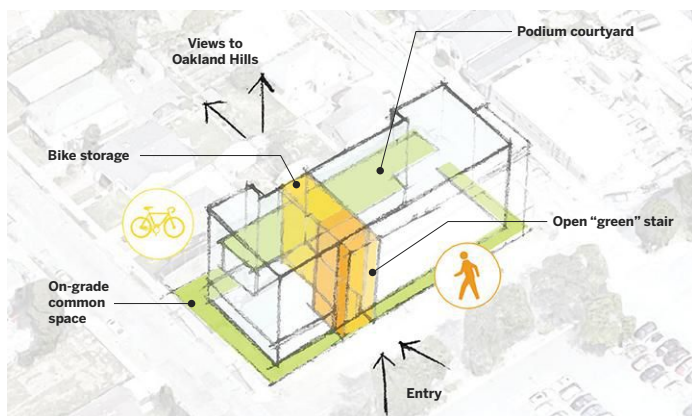 Views to
Oakland Hills
Podium courtyard
Bike storage
Open “green” stair
On-grade
common
space
Entry